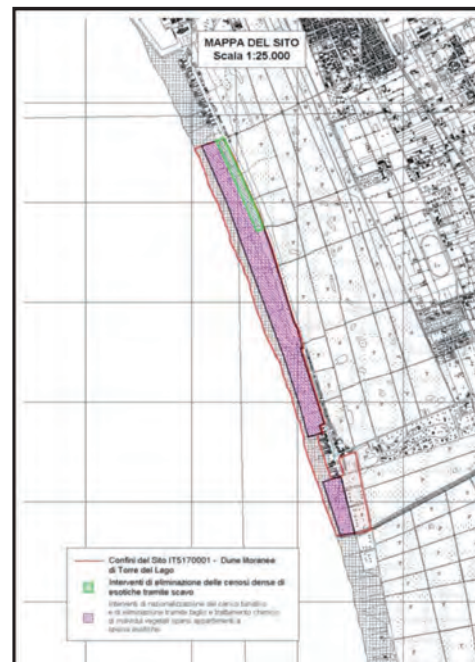 MAPPA DEL SITO
Scala 1:25.000
Confini del Sito IT5170001 - Dune litoranee
di Torre del Lago
Interventi di eliminazione delle cenosi dense di
esotiche tramite scavo
Interventi di razionalizzazione del carico turistico
e di eliminazione tramite taglio e trattamento chimico
di individui vegetali sparsi appartenenti a
specie esotiche